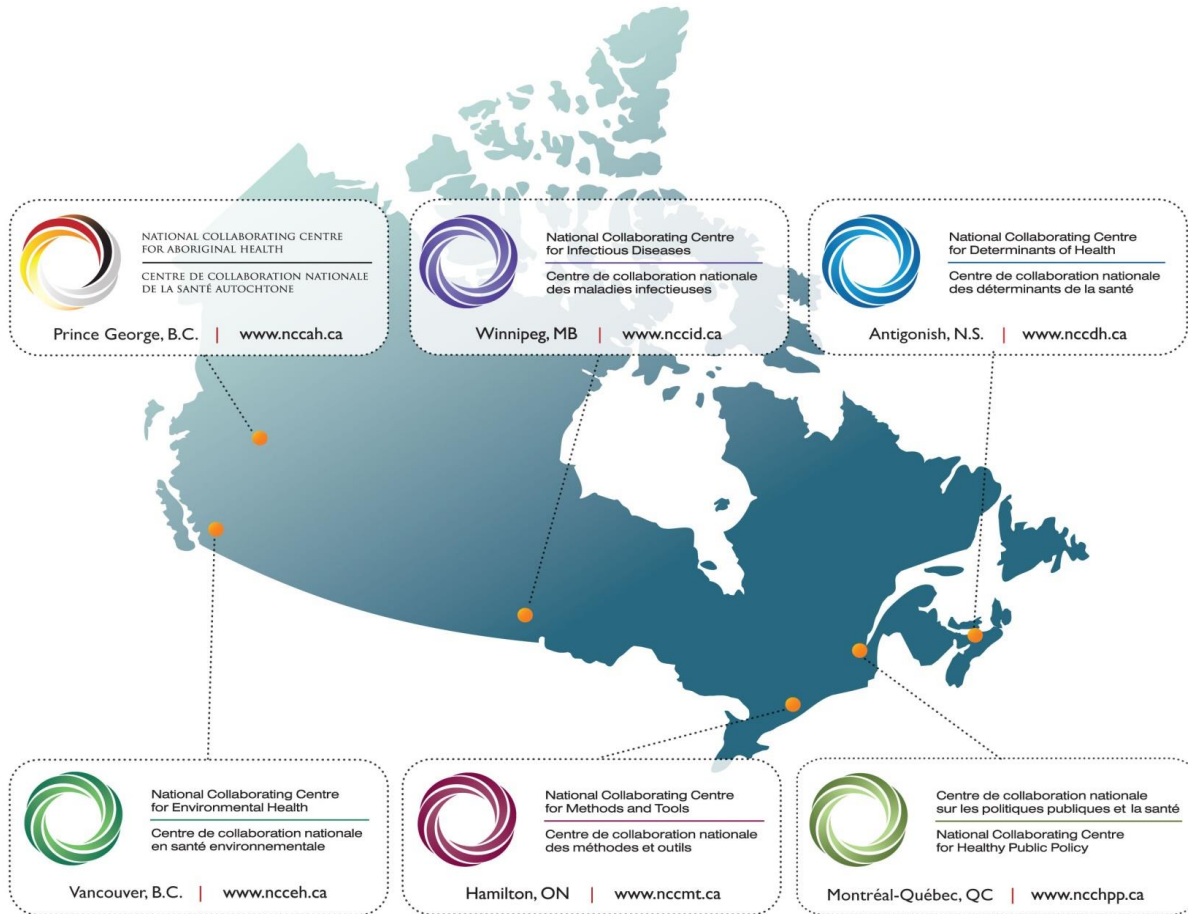 NATIONAL COLLABORATING CENTRE
FOR ABORIGINAL HEALTH
CENTRE DE COLLABORATION NATIONALE
DE LA SANTÉ AUTOCHTONE
Prince George, B.C. | www.nccah.ca
National Collaborating Centre
for Infectious Diseases
Centre de collaboration nationale
des maladies infectieuses
Winnipeg, MB | www.nccid.ca
National Collaborating Centre
for Determinants of Health
Centre de collaboration nationale
des déterminants de la santé
Antigonish, N.S. | www.nccdh.ca
National Collaborating Centre
for Environmental Health
Centre de collaboration nationale
en santé environnementale
Vancouver, B.C. | www.ncceh.ca
National Collaborating Centre
for Methods and Tools
Centre de collaboration nationale
des méthodes et outils
Hamilton, ON | www.nccmt.ca
Centre de collaboration nationale
sur les politiques publiques et la santé
National Collaborating Centre
for Healthy Public Policy
Montréal-Québec, QC | www.ncchpp.ca